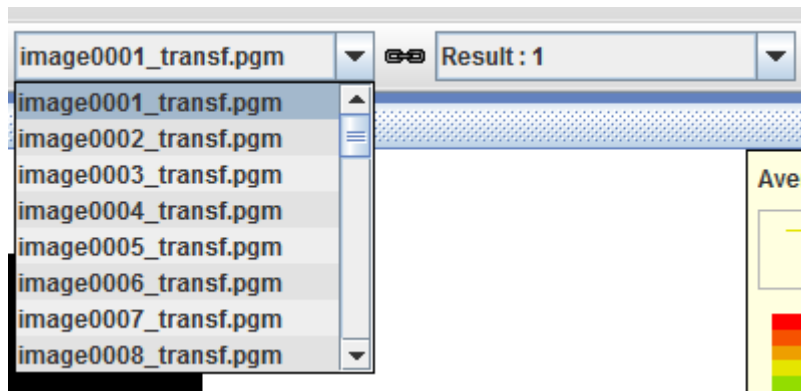 image0001_transf.pgm Result : 1
image0001_transf.pgm
image0002_transf.pgm
image0003_transf.pgm
image0004_transf.pgm
image0005_transf.pgm
image0006_transf.pgm
image0007_transf.pgm
image0008_transf.pgm
Ave